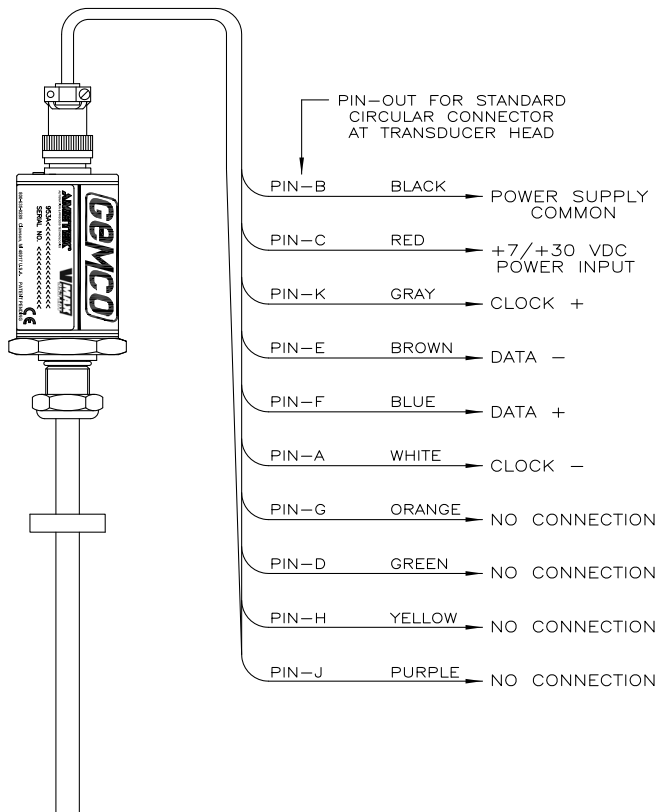 PIN-OUT FOR STANDARD
CIRCULAR CONNECTOR
AT TRANSDUCER HEAD
PIN-B BLACK POWER SUPPLY
COMMON
PIN-C RED +7/+30 VDC
POWER INPUT
PIN-K GRAY CLOCK +
PIN-E BROWN DATA -
PIN-F BLUE DATA +
PIN-A WHITE CLOCK -
PIN-G ORANGE NO CONNECTION
PIN-D GREEN NO CONNECTION
PIN-H YELLOW NO CONNECTION
PIN-J PURPLE NO CONNECTION
GEMCO
AMETEK
953A<<<<<<<<<<<<<<<
SERIAL NO. <<<<<<<<<<<
CE